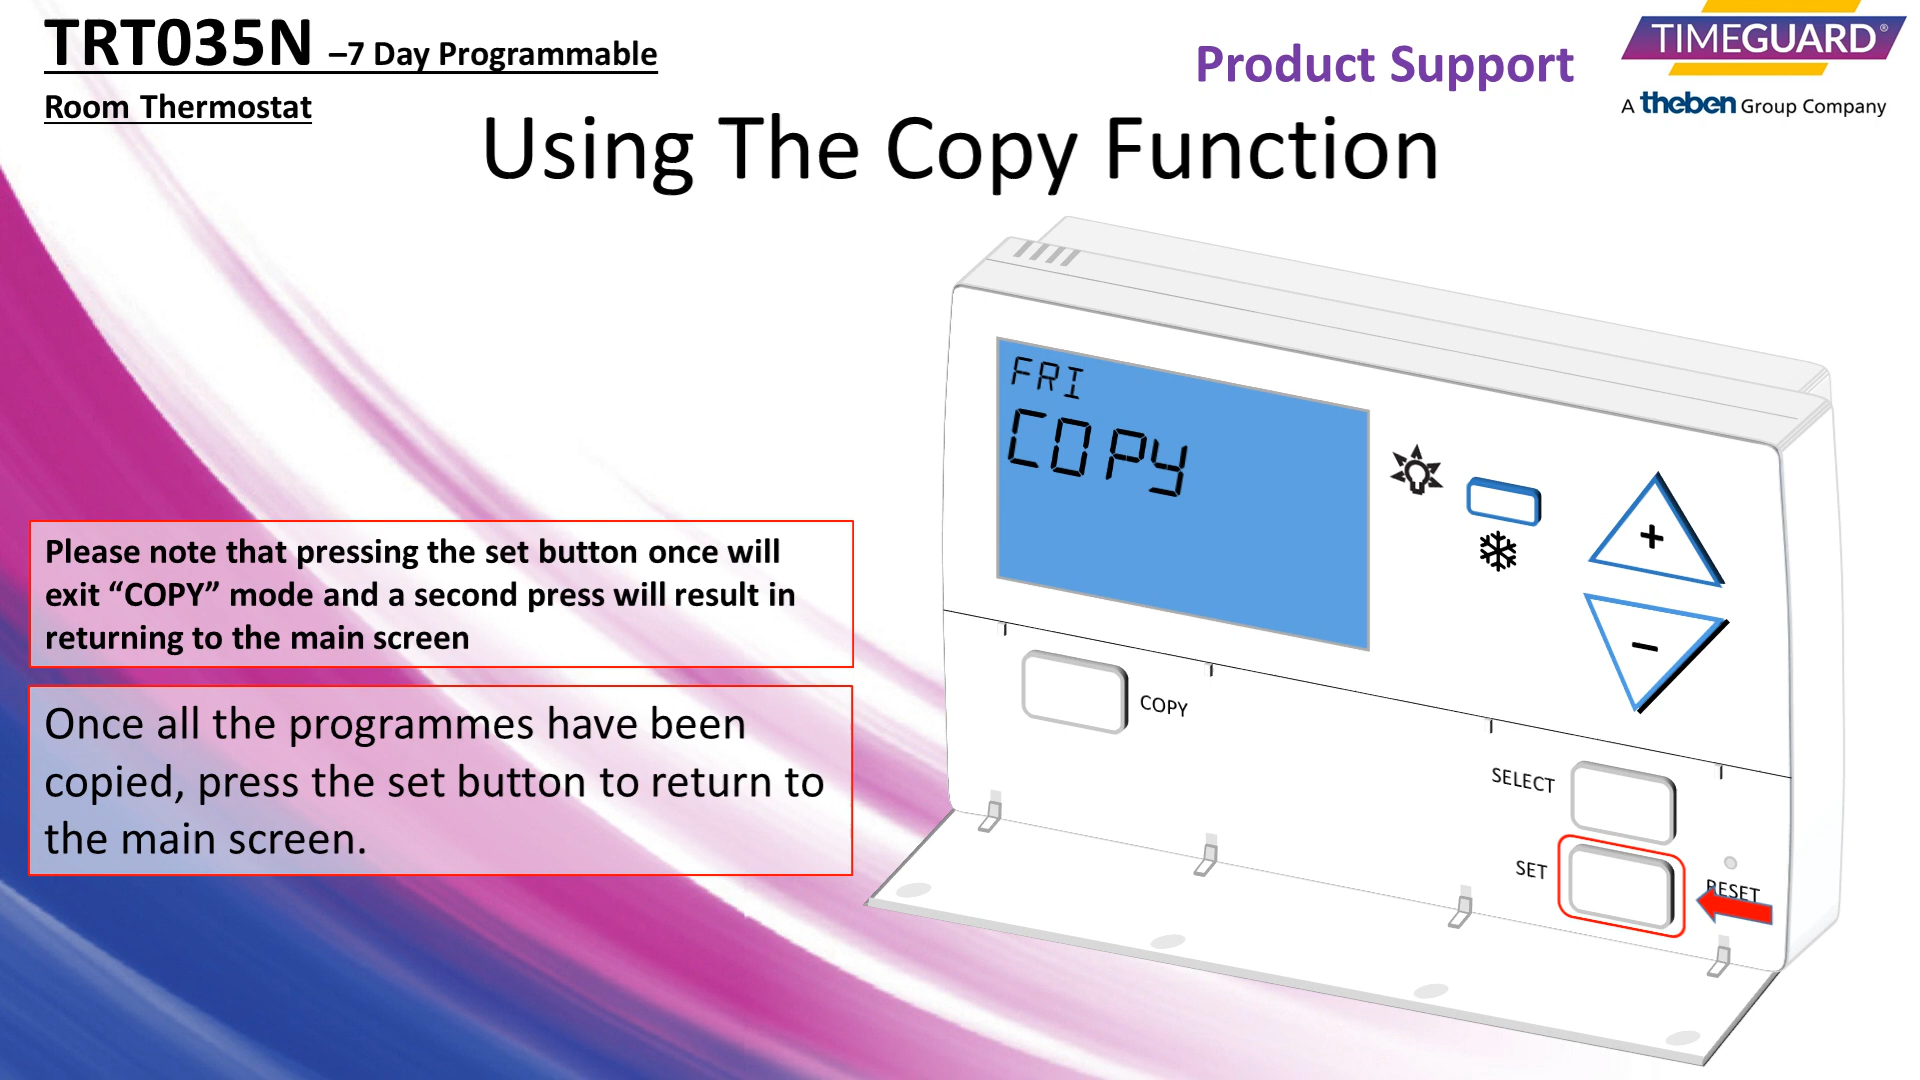 TRT035N –7 Day Programmable
Room Thermostat
Product Support
TIMEGUARD®
A theben Group Company
Using The Copy Function
FRI
COPY
+
–
Please note that pressing the set button once will
exit “COPY” mode and a second press will result in
returning to the main screen
Once all the programmes have been
copied, press the set button to return to
the main screen.
COPY
SELECT
SET
RESET